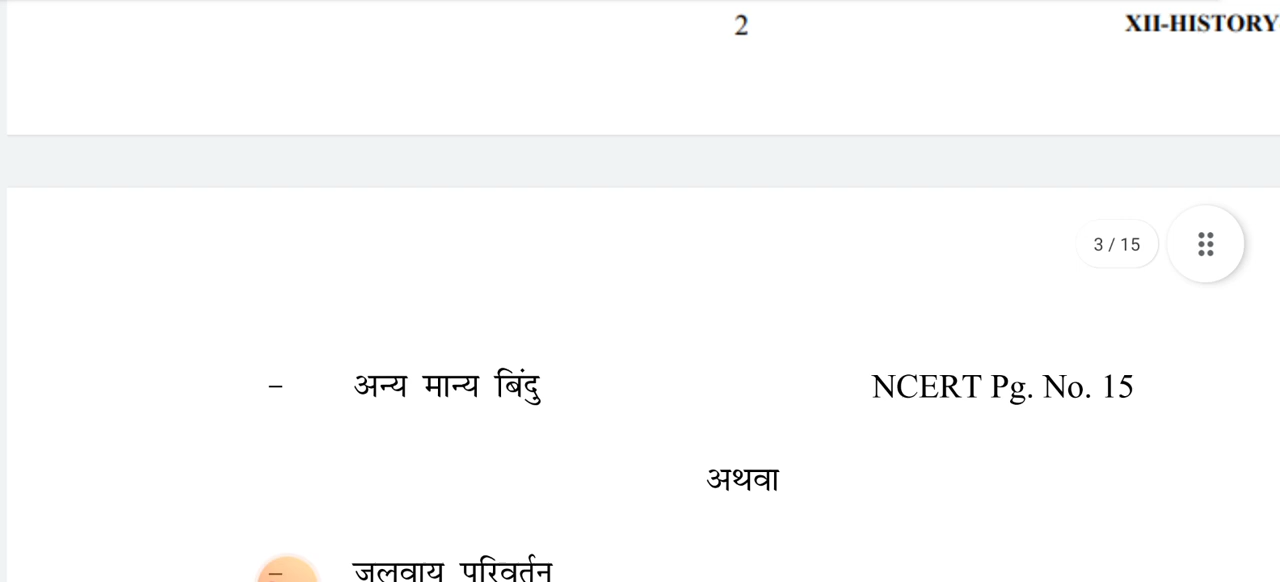 2 XII-HISTORY
3 / 15
– अन्य मान्य बिंदु NCERT Pg. No. 15
अथवा
– जलवायु परिवर्तन